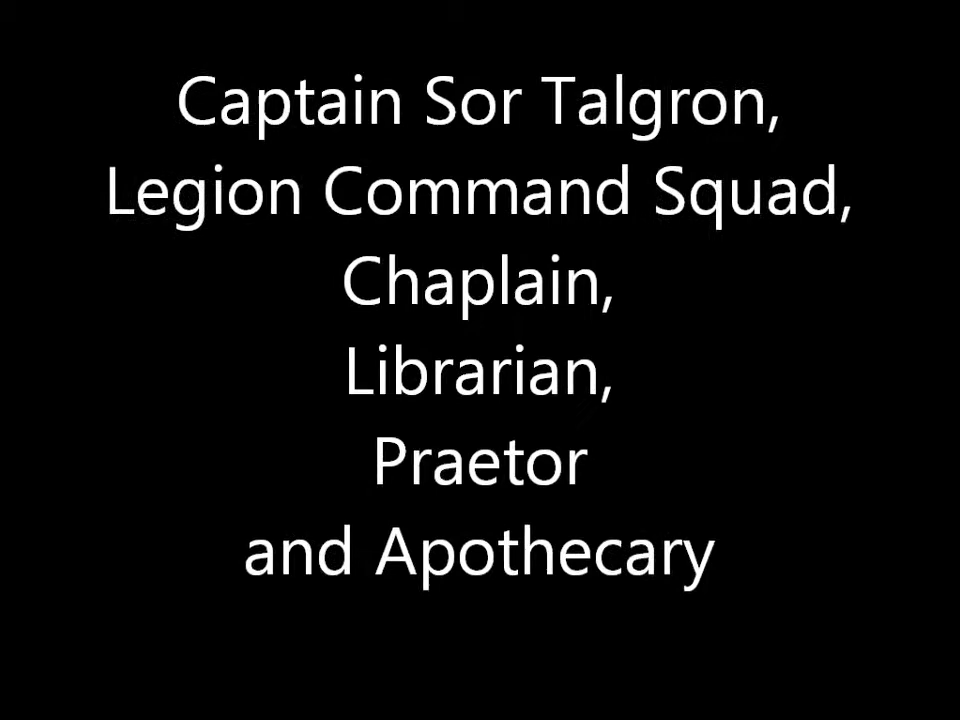 Captain Sor Talgron,
Legion Command Squad,
Chaplain,
Librarian,
Praetor
and Apothecary